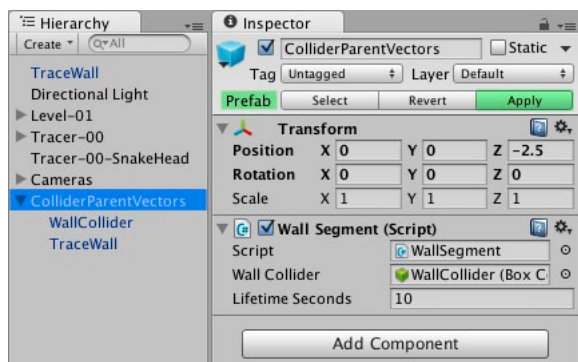 Hierarchy
Create
All
TraceWall
Directional Light
Level-01
Tracer-00
Tracer-00-SnakeHead
Cameras
ColliderParentVectors
WallCollider
TraceWall
Inspector
ColliderParentVectors Static
Tag Untagged Layer Default
Prefab Select Revert Apply
Transform
Position X 0 Y 0 Z -2.5
Rotation X 0 Y 0 Z 0
Scale X 1 Y 1 Z 1
Wall Segment (Script)
Script WallSegment
Wall Collider WallCollider (Box C
Lifetime Seconds 10
Add Component